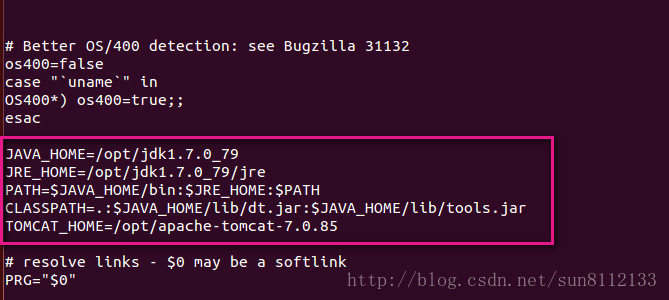 # Better OS/400 detection: see Bugzilla 31132
os400=false
case "`uname`" in
OS400*) os400=true;;
esac
JAVA_HOME=/opt/jdk1.7.0_79
JRE_HOME=/opt/jdk1.7.0_79/jre
PATH=$JAVA_HOME/bin:$JRE_HOME:$PATH
CLASSPATH=.:$JAVA_HOME/lib/dt.jar:$JAVA_HOME/lib/tools.jar
TOMCAT_HOME=/opt/apache-tomcat-7.0.85
# resolve links - $0 may be a softlink
PRG="$0"
http://blog.csdn.net/sun8112133